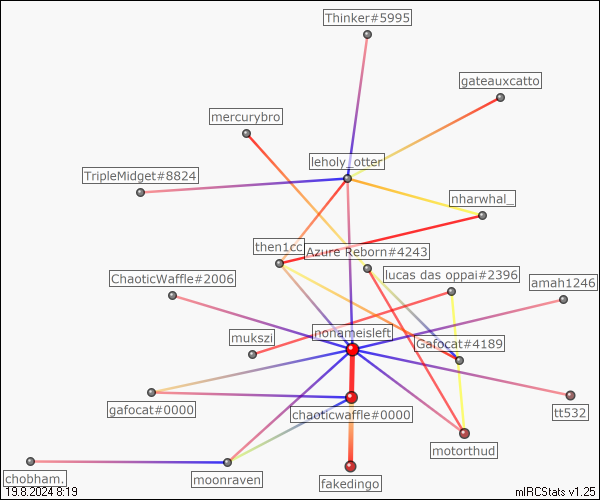 Thinker#5995
gateauxcatto
mercurybro
leholy_otter
TripleMidget#8824
nharwhal_
then1cc
Azure Reborn#4243
lucas das oppai#2396
ChaoticWaffle#2006
amah1246
nonameisleft
mukszi
Gafocat#4189
gafocat#0000
chaoticwaffle#0000
tt532
motorthud
chobham.
moonraven
fakedingo
19.8.2024 8:19
mIRCStats v1.25